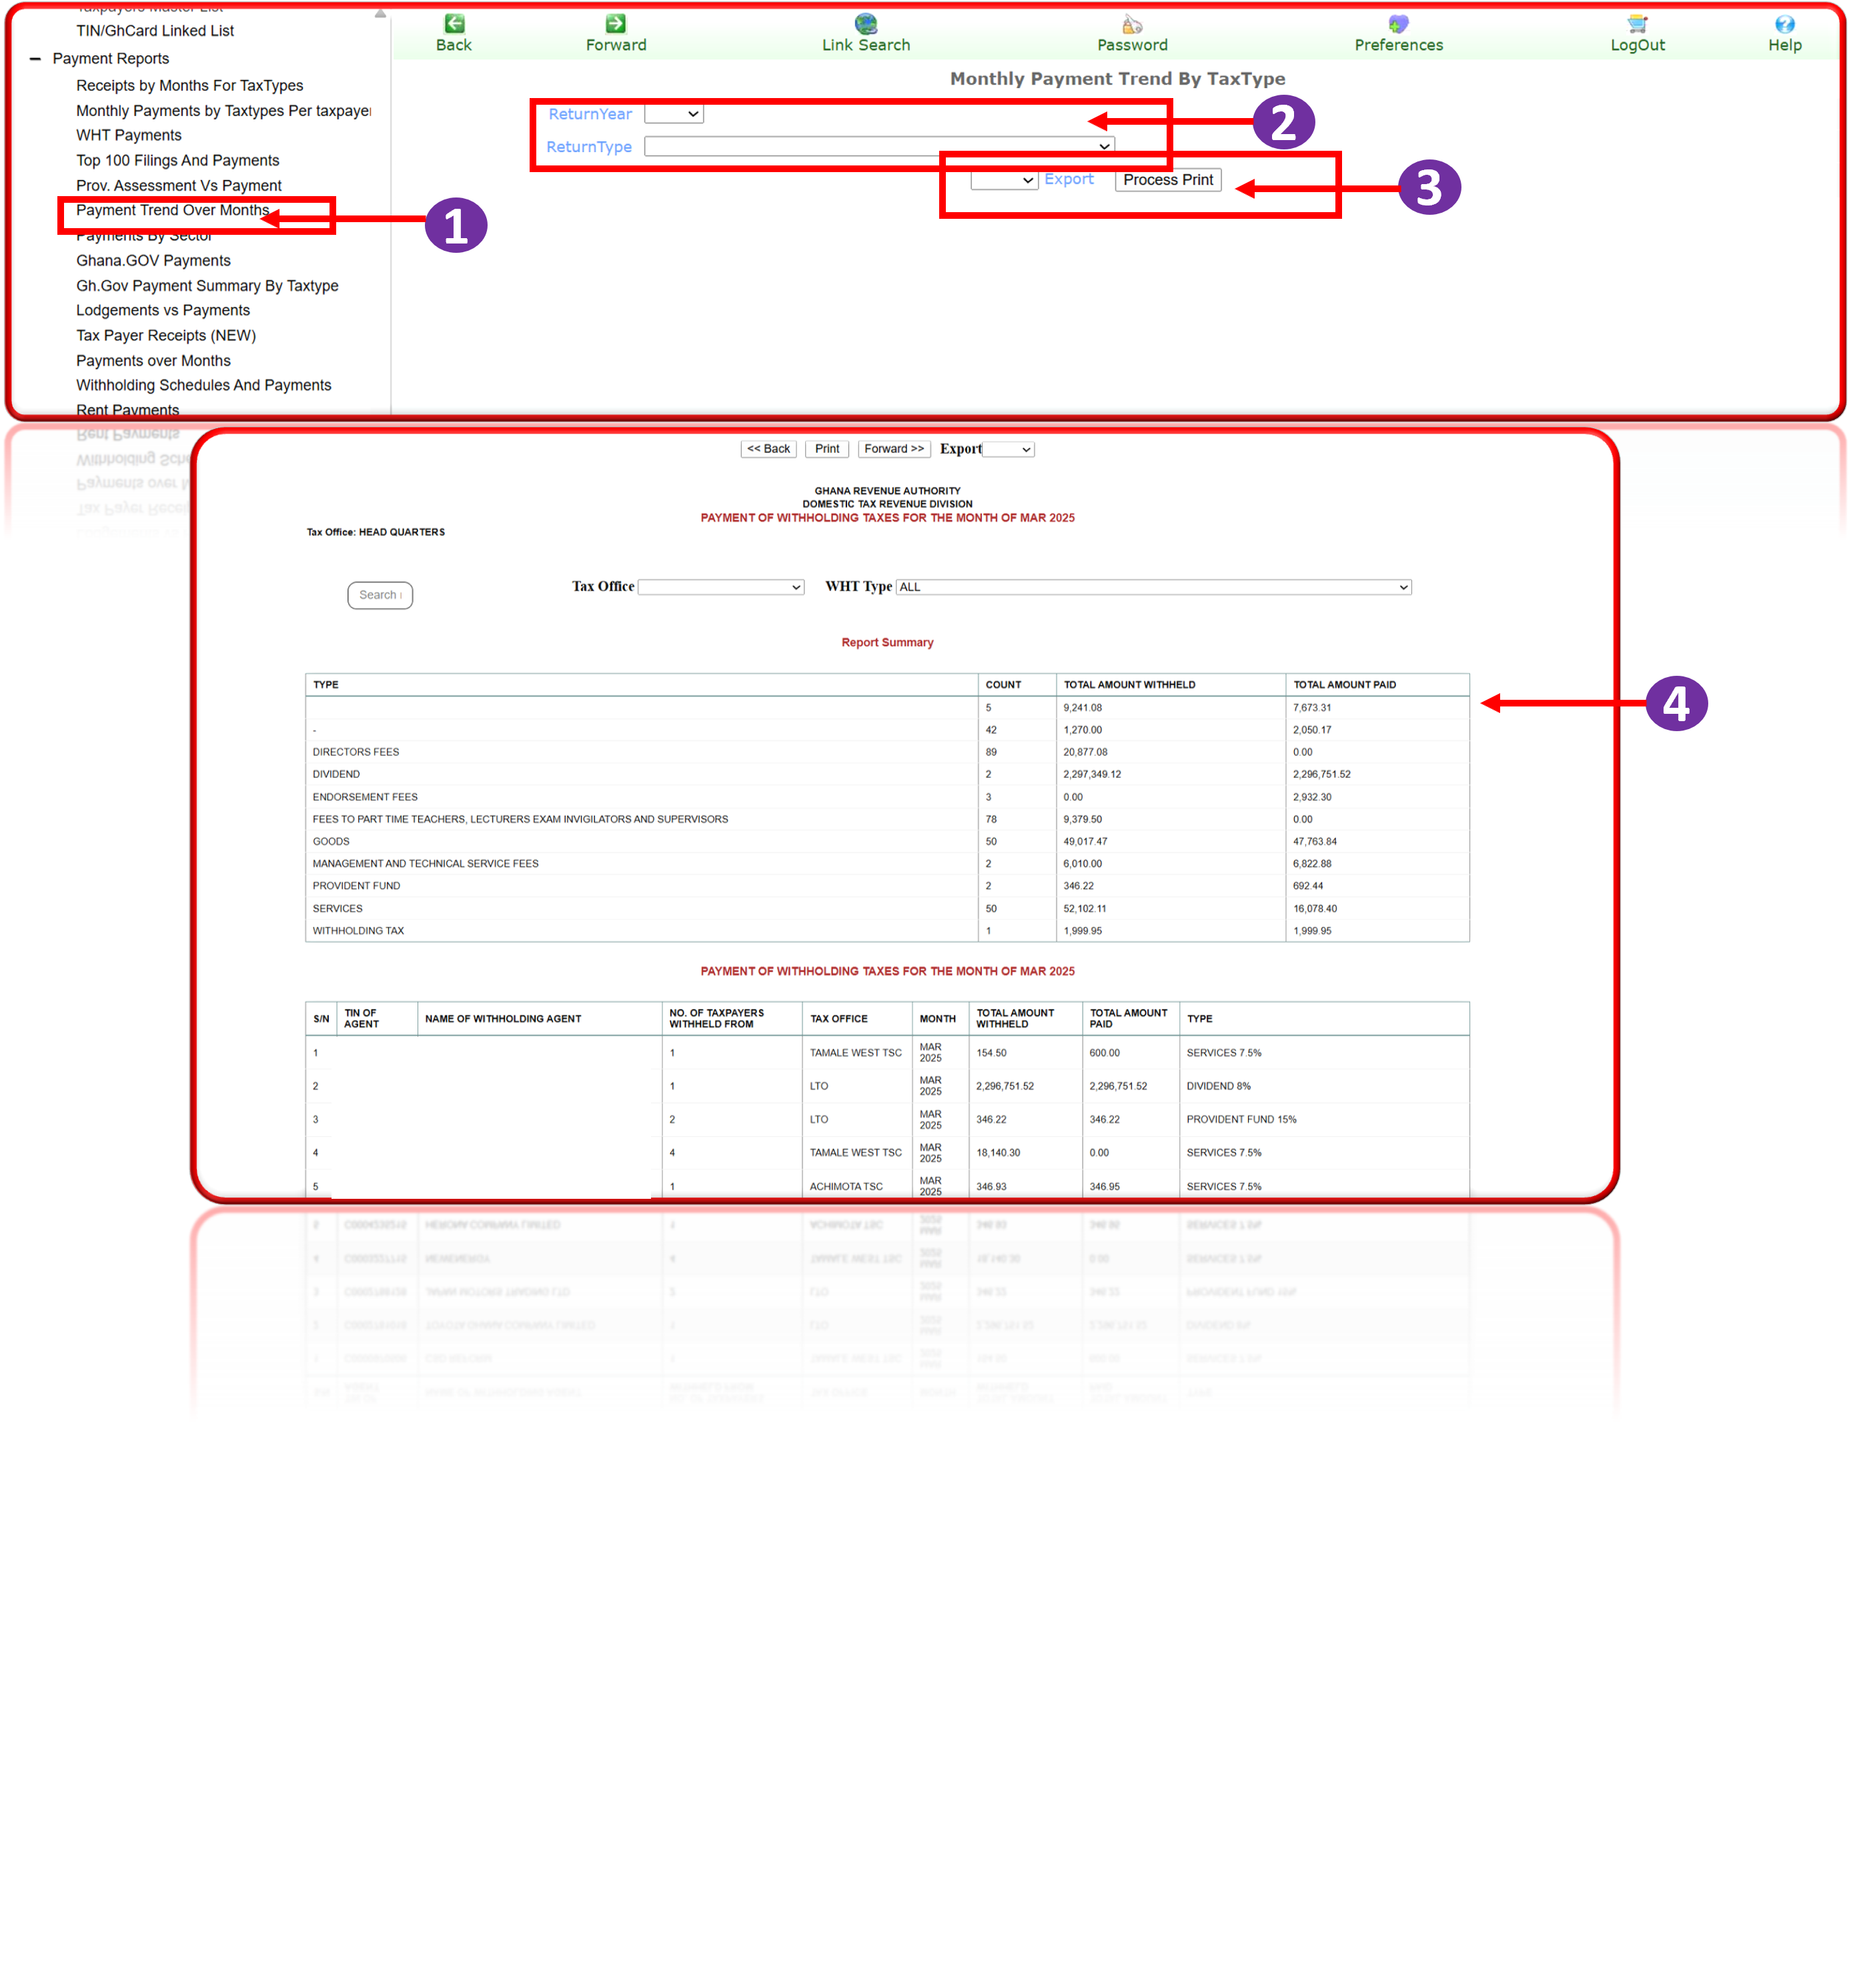 Taxpayers Master List
TIN/GhCard Linked List
Payment Reports
Receipts by Months For TaxTypes
Monthly Payments by Taxtypes Per taxpayer
WHT Payments
Top 100 Filings And Payments
Prov. Assessment Vs Payment
Payment Trend Over Months
Payments By Sector
Ghana.GOV Payments
Gh.Gov Payment Summary By Taxtype
Lodgements vs Payments
Tax Payer Receipts (NEW)
Payments over Months
Withholding Schedules And Payments
Rent Payments
Back Forward Link Search Password Preferences LogOut Help
Monthly Payment Trend By TaxType
ReturnYear
ReturnType
Export Process Print
1
2
3
<< Back Print Forward >> Export
GHANA REVENUE AUTHORITY
DOMESTIC TAX REVENUE DIVISION
PAYMENT OF WITHHOLDING TAXES FOR THE MONTH OF MAR 2025
Tax Office: HEAD QUARTERS
Search Tax Office WHT Type ALL
Report Summary
TYPE COUNT TOTAL AMOUNT WITHHELD TOTAL AMOUNT PAID
5 9,241.08 7,673.31
- 42 1,270.00 2,050.17
DIRECTORS FEES 89 20,877.08 0.00
DIVIDEND 2 2,297,349.12 2,296,751.52
ENDORSEMENT FEES 3 0.00 2,932.30
FEES TO PART TIME TEACHERS, LECTURERS EXAM INVIGILATORS AND SUPERVISORS 78 9,379.50 0.00
GOODS 50 49,017.47 47,763.84
MANAGEMENT AND TECHNICAL SERVICE FEES 2 6,010.00 6,822.88
PROVIDENT FUND 2 346.22 692.44
SERVICES 50 52,102.11 16,078.40
WITHHOLDING TAX 1 1,999.95 1,999.95
4
PAYMENT OF WITHHOLDING TAXES FOR THE MONTH OF MAR 2025
S/N TIN OF AGENT NAME OF WITHHOLDING AGENT NO. OF TAXPAYERS WITHHELD FROM TAX OFFICE MONTH TOTAL AMOUNT WITHHELD TOTAL AMOUNT PAID TYPE
1 1 TAMALE WEST TSC MAR 2025 154.50 600.00 SERVICES 7.5%
2 1 LTO MAR 2025 2,296,751.52 2,296,751.52 DIVIDEND 8%
3 2 LTO MAR 2025 346.22 346.22 PROVIDENT FUND 15%
4 4 TAMALE WEST TSC MAR 2025 18,140.30 0.00 SERVICES 7.5%
5 1 ACHIMOTA TSC MAR 2025 346.93 346.95 SERVICES 7.5%